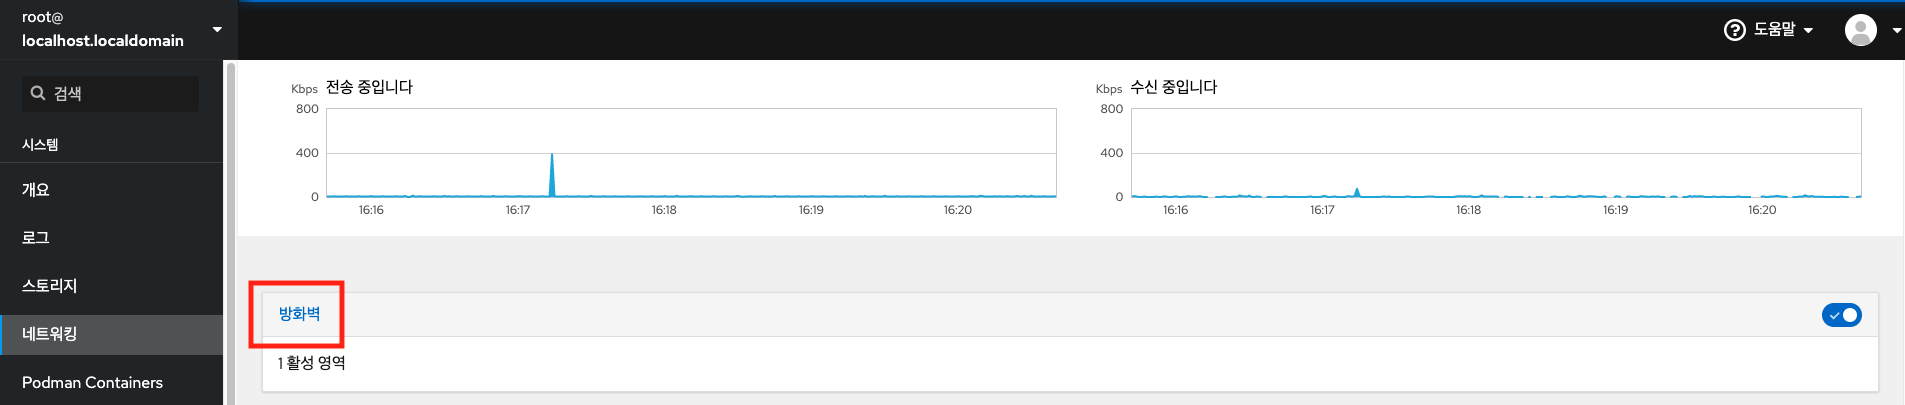 root@
localhost.localdomain
도움말
검색
시스템
개요
로그
스토리지
네트워킹
Podman Containers
Kbps 전송 중입니다
800
400
0
16:16 16:17 16:18 16:19 16:20
Kbps 수신 중입니다
800
400
0
16:16 16:17 16:18 16:19 16:20
방화벽
1 활성 영역